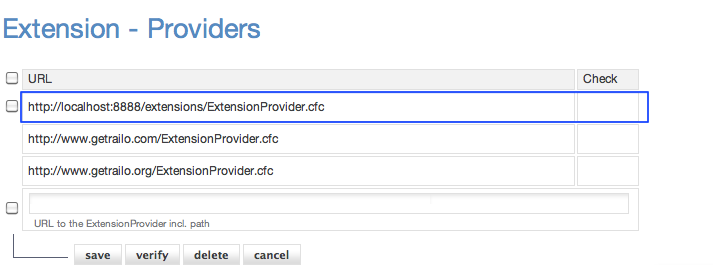 Extension - Providers
URL Check
http://localhost:8888/extensions/ExtensionProvider.cfc
http://www.getrailo.com/ExtensionProvider.cfc
http://www.getrailo.org/ExtensionProvider.cfc
URL to the ExtensionProvider incl. path
save verify delete cancel